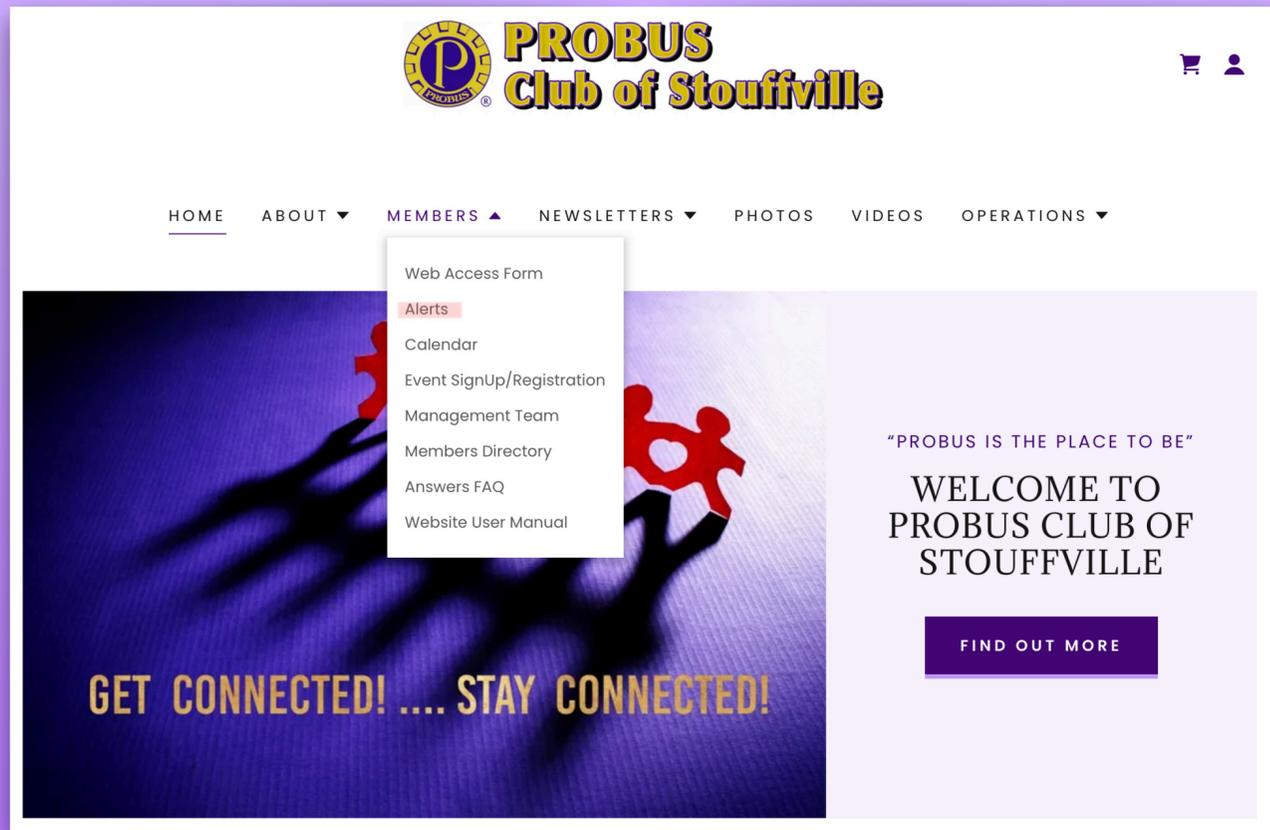 PROBUS
Club of Stouffville
P
PROBUS
®
HOME ABOUT MEMBERS NEWSLETTERS PHOTOS VIDEOS OPERATIONS
Web Access Form
Alerts
Calendar
Event SignUp/Registration
Management Team
Members Directory
Answers FAQ
Website User Manual
GET CONNECTED! .... STAY CONNECTED!
“PROBUS IS THE PLACE TO BE”
WELCOME TO
PROBUS CLUB OF
STOUFFVILLE
FIND OUT MORE